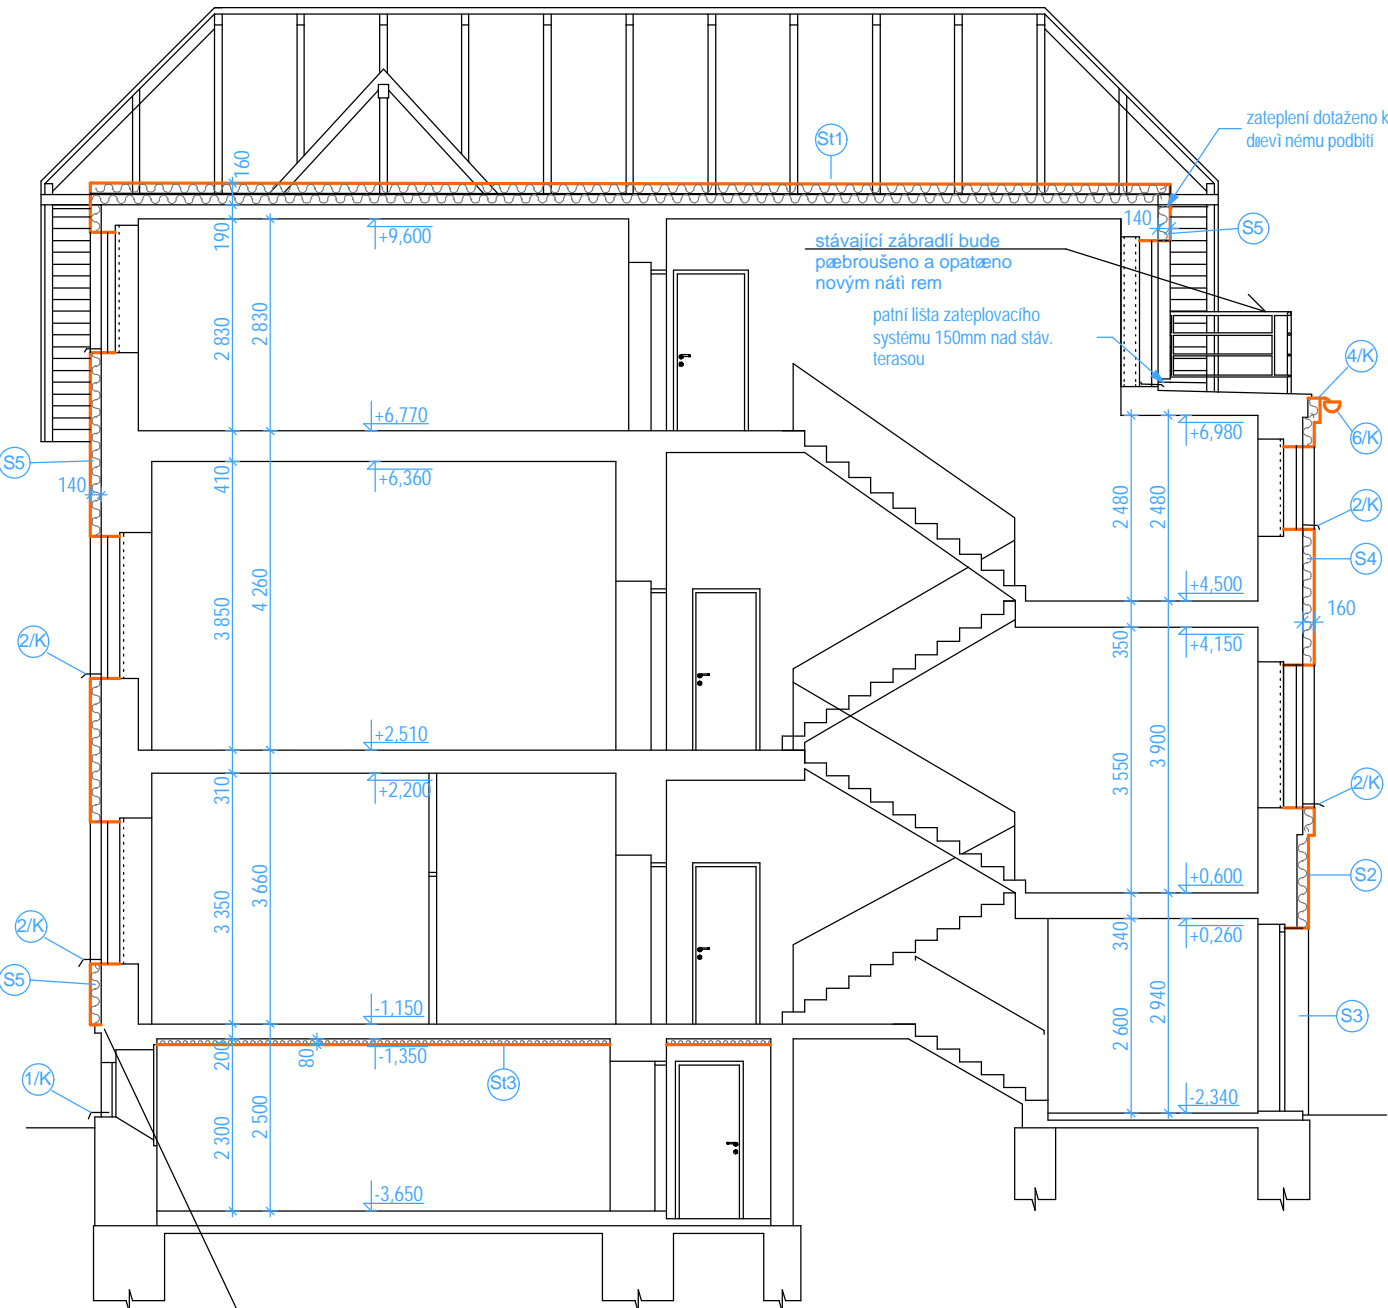 zateplení dotaženo k
døevì nému podbití
St1
160
140
S5
190
+9,600
stávající zábradlí bude
pøebroušeno a opatøeno
novým nátì rem
patní lišta zateplovacího
systému 150mm nad stáv.
terasou
2 830
2 830
4/K
6/K
+6,770
+6,980
S5
140
410
+6,360
2 480
2 480
2/K
S4
4 260
3 850
+4,500
160
2/K
350
+4,150
+2,510
3 550
3 900
310
+2,200
2/K
3 350
3 660
+0,600
S2
2/K
340
+0,260
S5
-1,150
2 600
2 940
S3
200
80
-1,350
St3
1/K
-2,340
2 300
2 500
-3,650